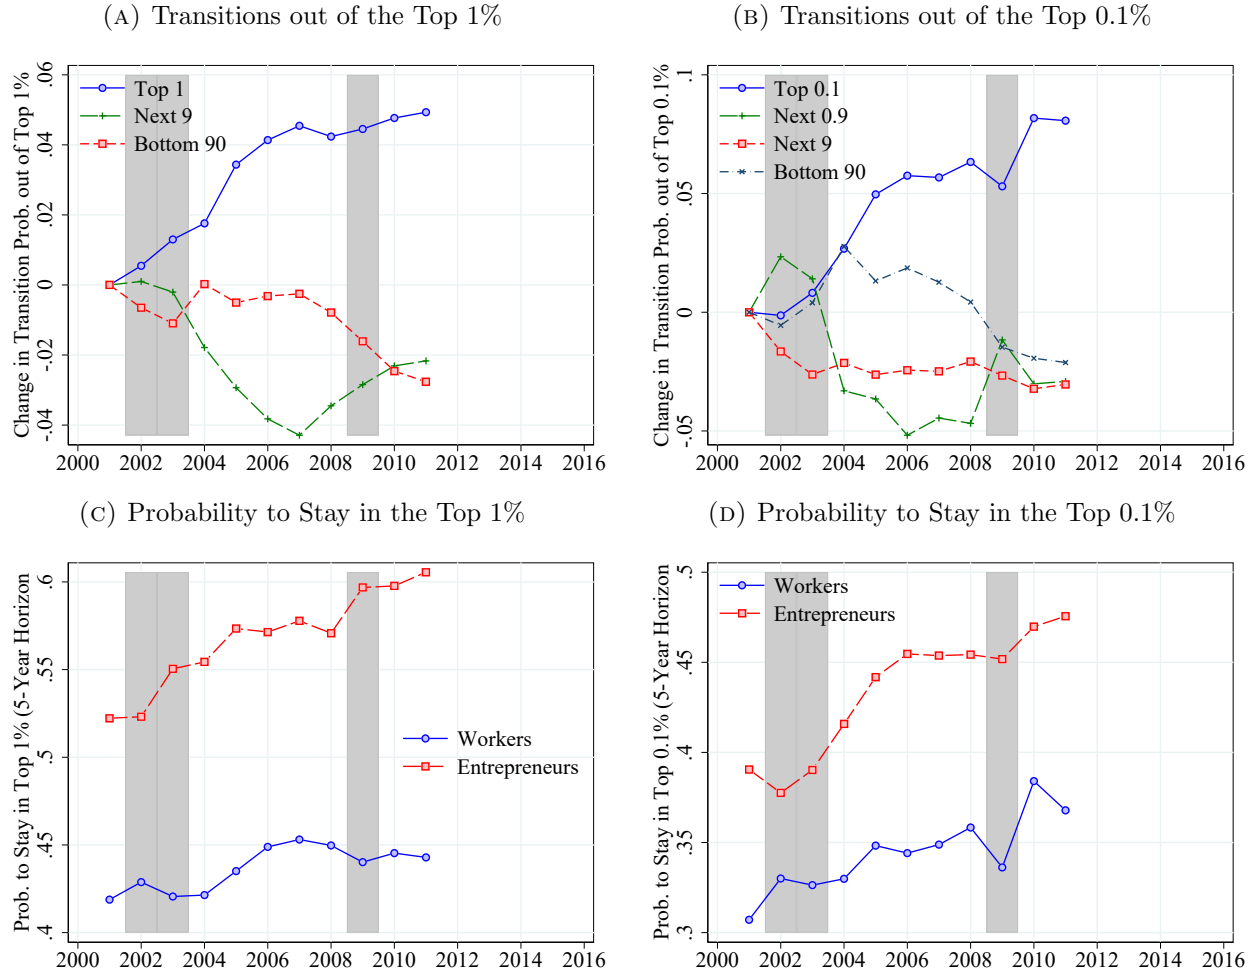 (A) Transitions out of the Top 1%
Change in Transition Prob. out of Top 1%
.06
.04
.02
0
-.02
-.04
Top 1
Next 9
Bottom 90
2000 2002 2004 2006 2008 2010 2012 2014 2016
(B) Transitions out of the Top 0.1%
Change in Transition Prob. out of Top 0.1%
.1
.05
0
-.05
Top 0.1
Next 0.9
Next 9
Bottom 90
2000 2002 2004 2006 2008 2010 2012 2014 2016
(C) Probability to Stay in the Top 1%
Prob. to Stay in Top 1% (5-Year Horizon
.6
.55
.5
.45
.4
Workers
Entrepreneurs
2000 2002 2004 2006 2008 2010 2012 2014 2016
(D) Probability to Stay in the Top 0.1%
Prob. to Stay in Top 0.1% (5-Year Horizon
.5
.45
.4
.35
.3
Workers
Entrepreneurs
2000 2002 2004 2006 2008 2010 2012 2014 2016